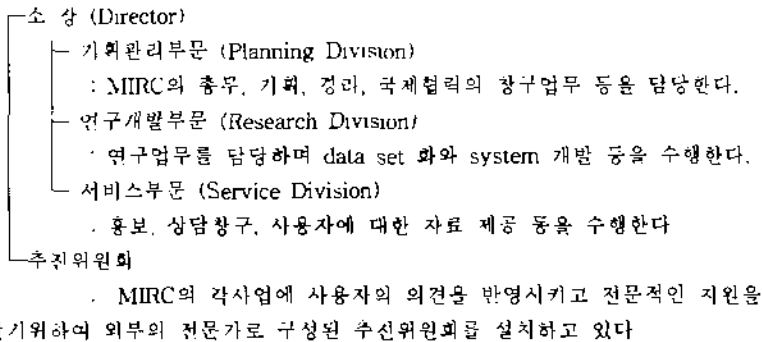 소 장 (Director)
기획관리부문 (Planning Division)
: MIRC의 총무, 기획, 경리, 국제협력의 창구업무 등을 담당한다.
연구개발부문 (Research Division)
: 연구업무를 담당하며 data set 화와 system 개발 등을 수행한다.
서비스부문 (Service Division)
. 홍보, 상담창구, 사용자에 대한 자료 제공 등을 수행한다
추진위원회
. MIRC의 각사업에 사용자의 의견을 반영시키고 전문적인 지원을
기위하여 외부의 전문가로 구성된 추진위원회를 설치하고 있다